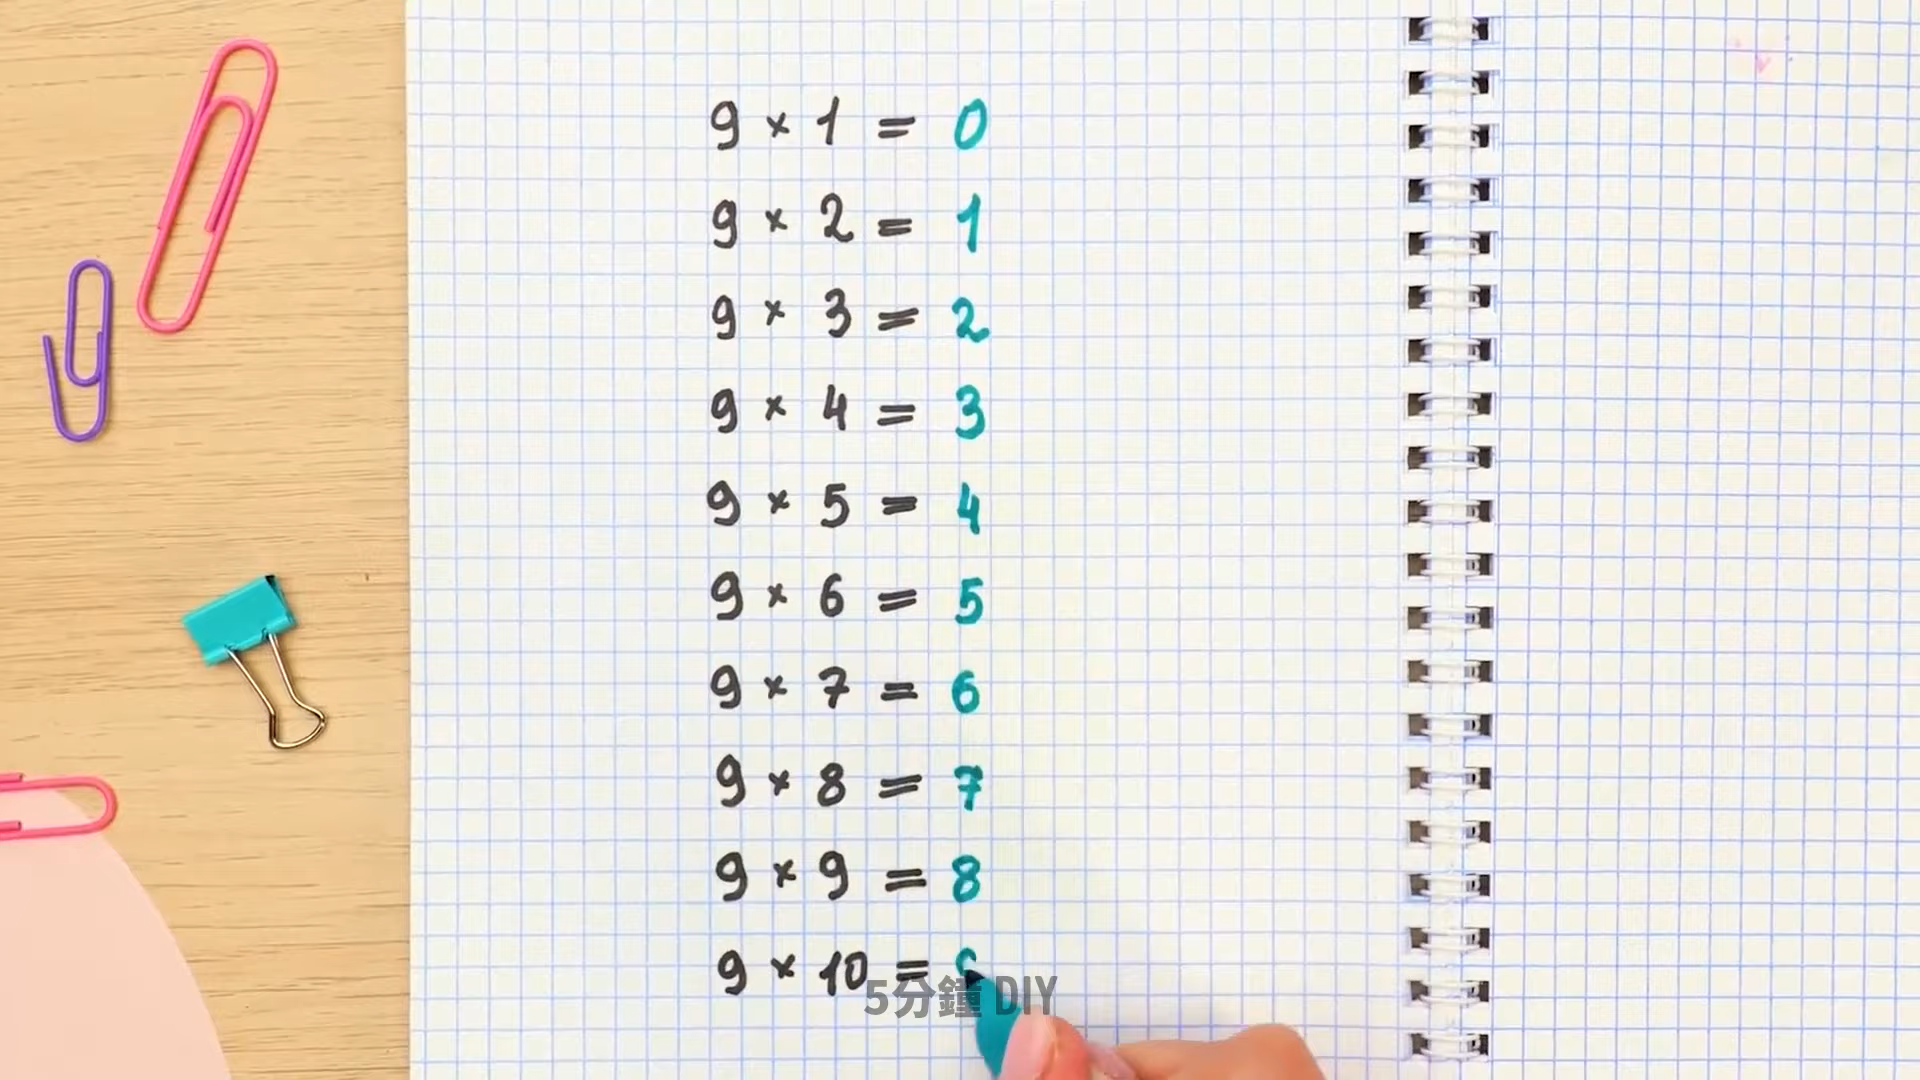 9 × 1 = 0
9 × 2 = 1
9 × 3 = 2
9 × 4 = 3
9 × 5 = 4
9 × 6 = 5
9 × 7 = 6
9 × 8 = 7
9 × 9 = 8
9 × 10 =
5分鐘 DIY